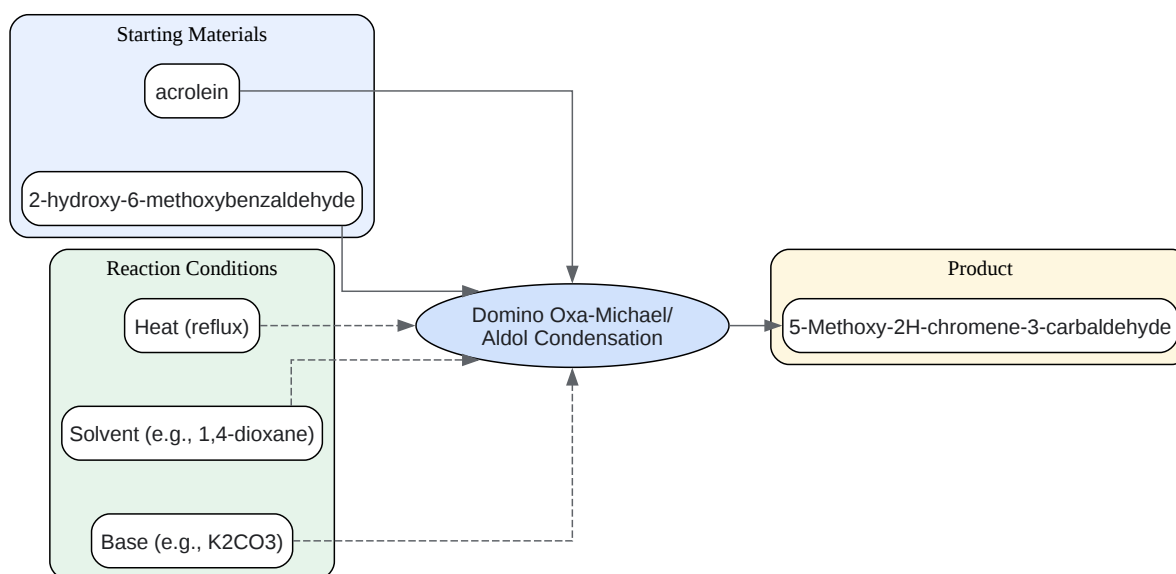 Starting Materials
acrolein
2-hydroxy-6-methoxybenzaldehyde
Reaction Conditions
Heat (reflux)
Solvent (e.g., 1,4-dioxane)
Base (e.g., K2CO3)
Domino Oxa-Michael/
Aldol Condensation
Product
5-Methoxy-2H-chromene-3-carbaldehyde